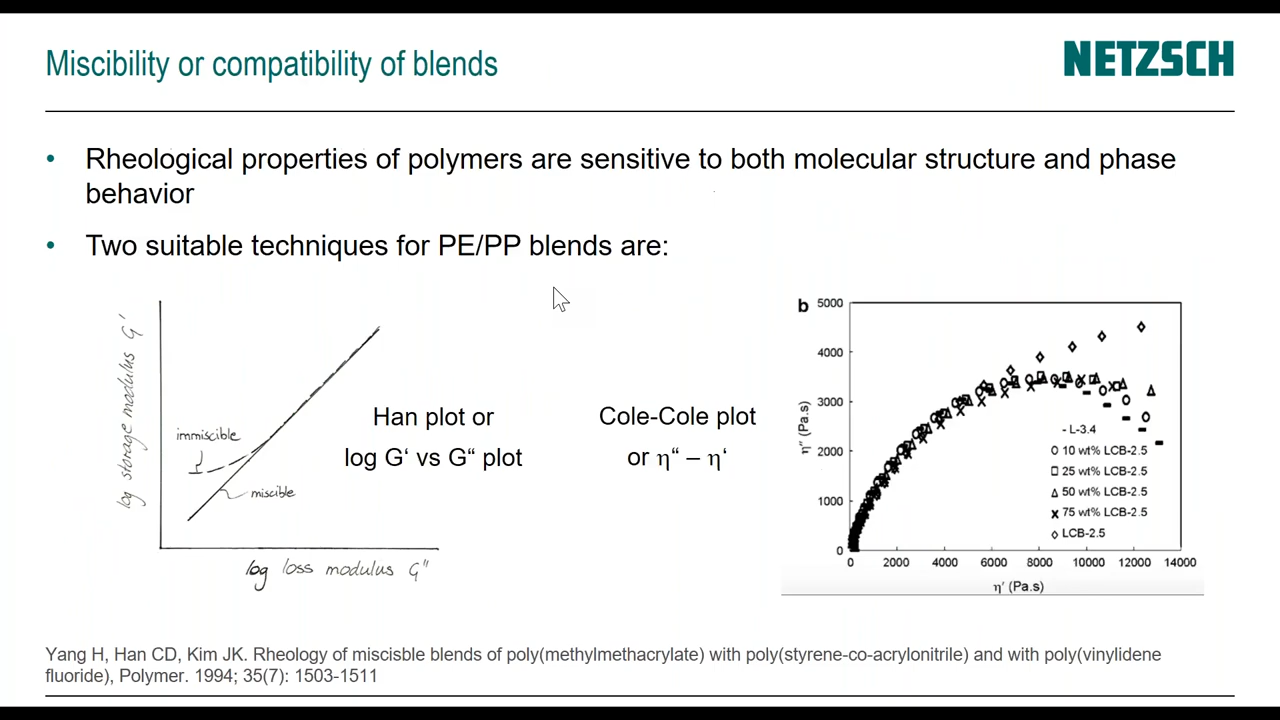 Miscibility or compatibility of blends
NETZSCH
• Rheological properties of polymers are sensitive to both molecular structure and phase
behavior
• Two suitable techniques for PE/PP blends are:
log storage modulus G'
immiscible
miscible
log loss modulus G"
Han plot or
log G‘ vs G“ plot
Cole-Cole plot
or η“ – η‘
b
η″ (Pa.s)
5000
4000
3000
2000
1000
0
- L-3.4
10 wt% LCB-2.5
25 wt% LCB-2.5
50 wt% LCB-2.5
75 wt% LCB-2.5
LCB-2.5
0 2000 4000 6000 8000 10000 12000 14000
η′ (Pa.s)
Yang H, Han CD, Kim JK. Rheology of miscisble blends of poly(methylmethacrylate) with poly(styrene-co-acrylonitrile) and with poly(vinylidene
fluoride), Polymer. 1994; 35(7): 1503-1511